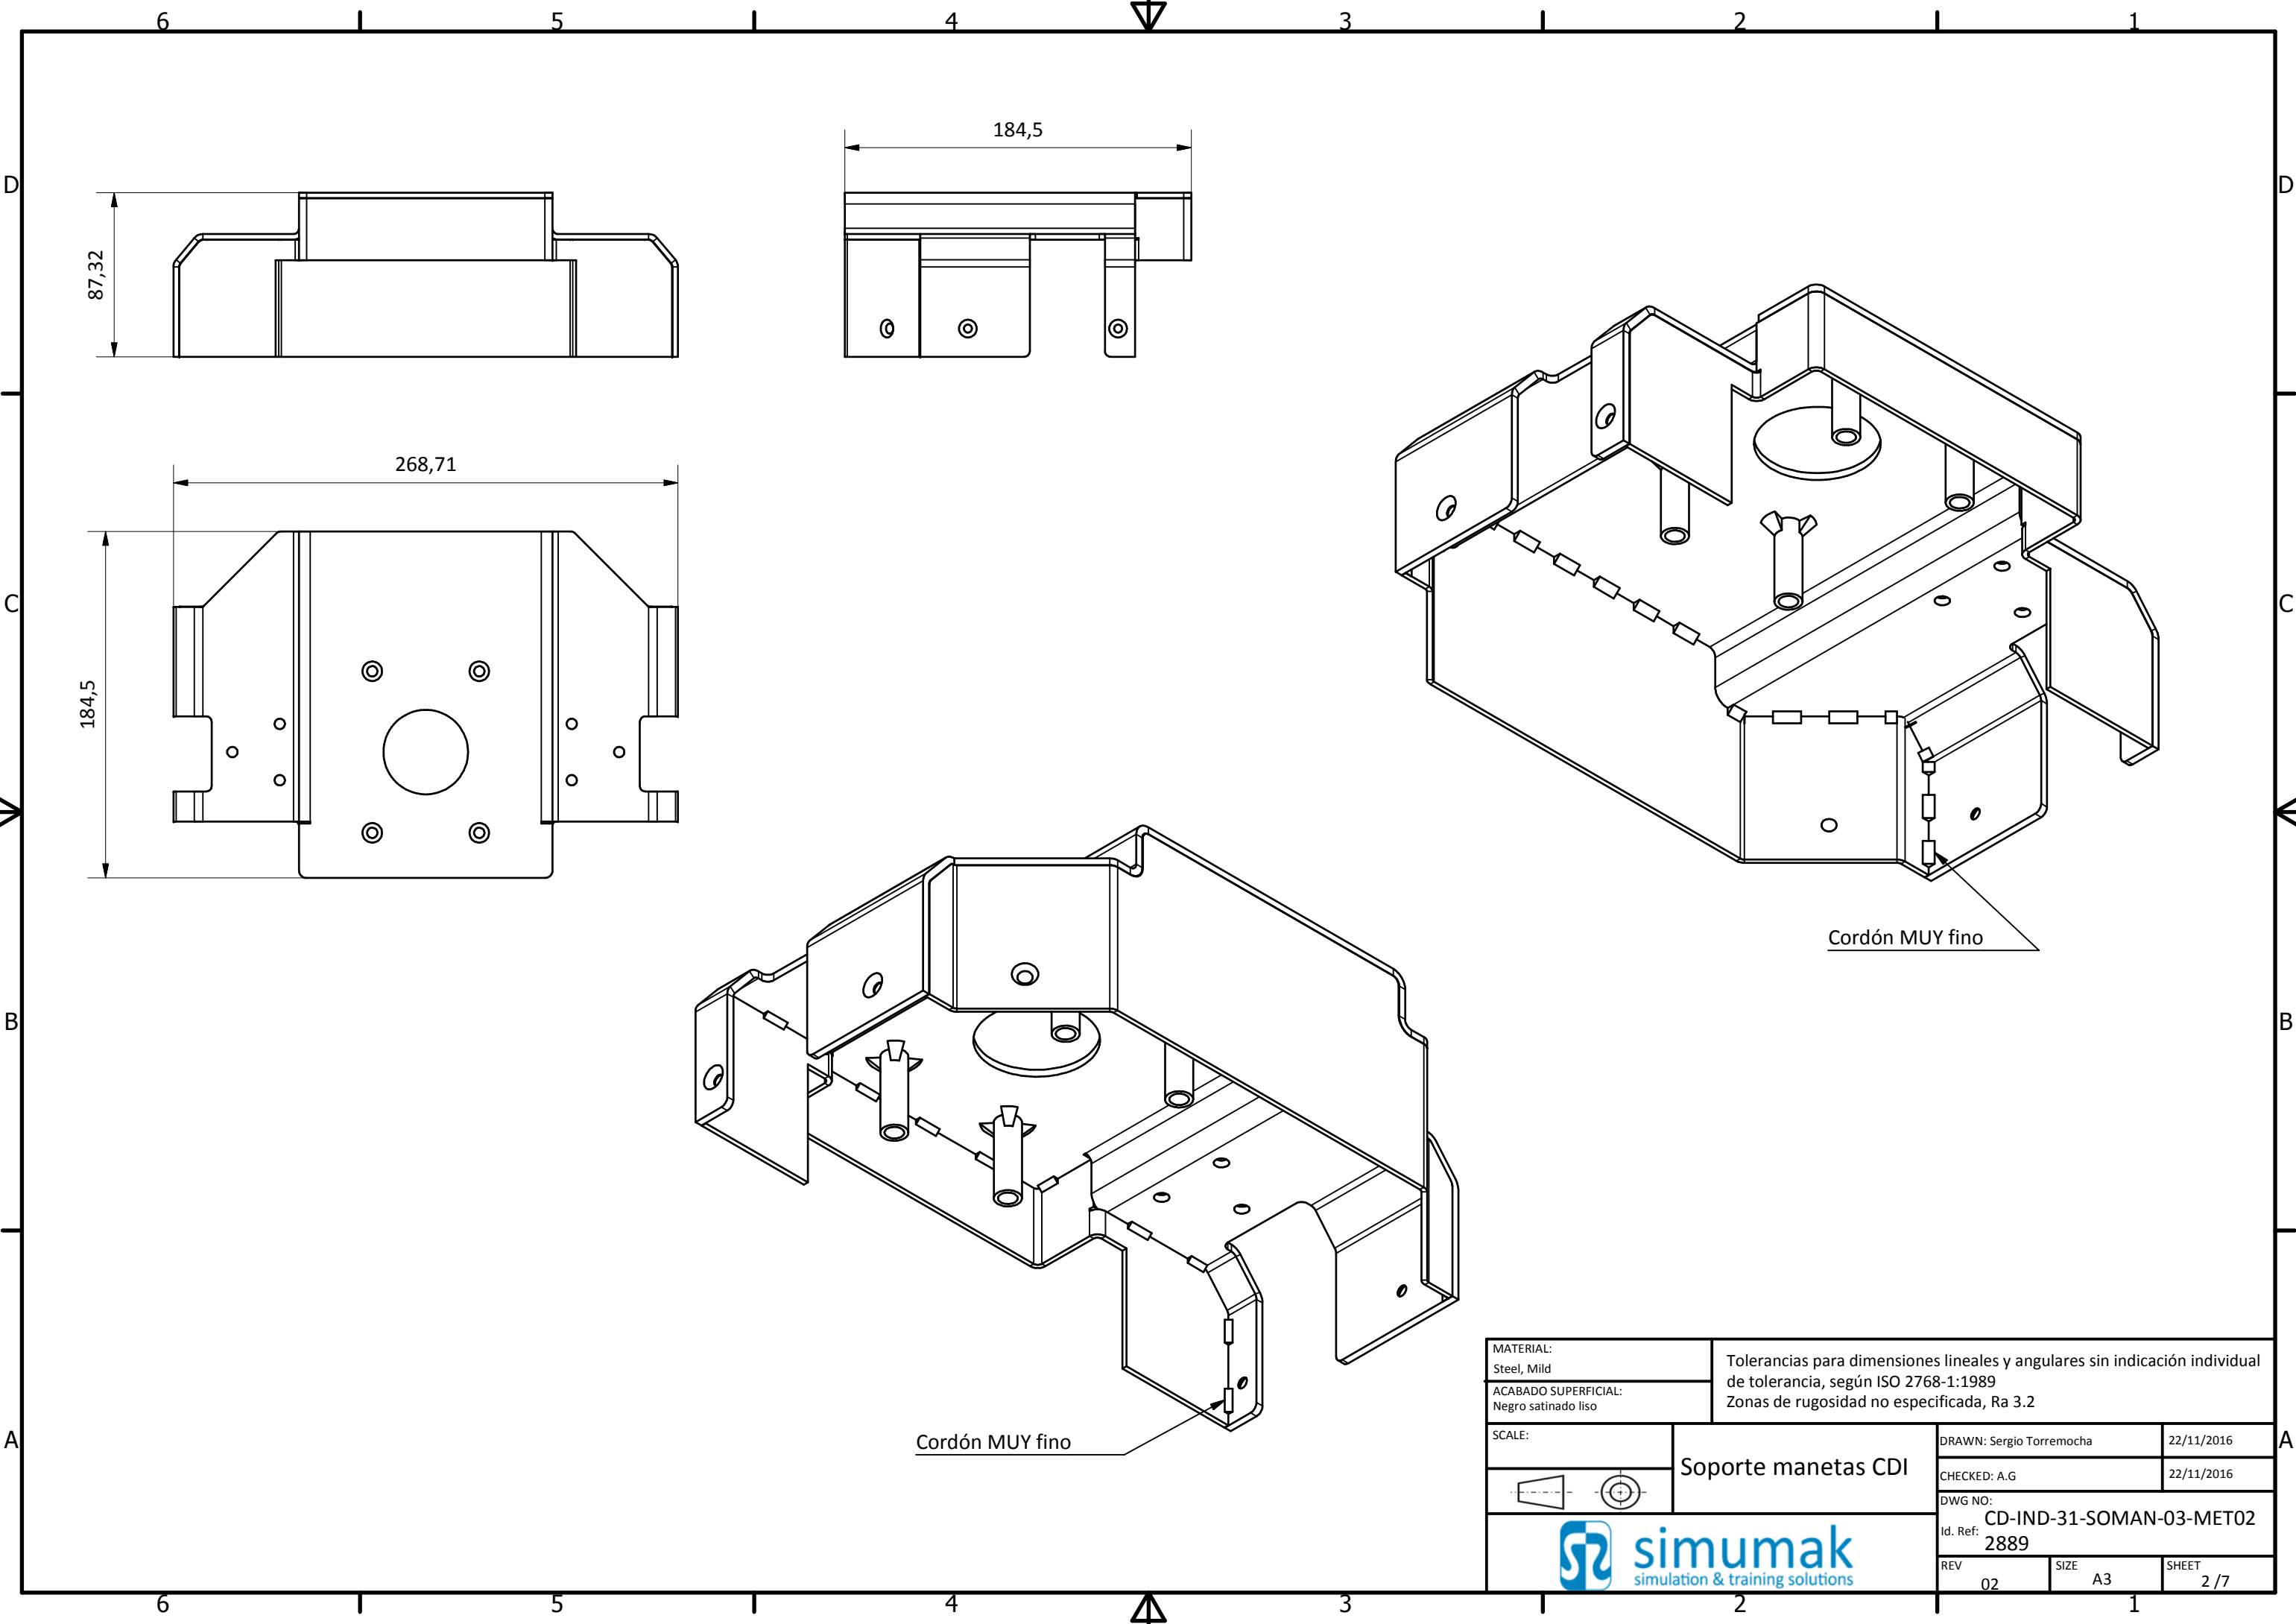 6 5 4 3 2 1
D D
184,5
87,32
268,71
C C
184,5
Cordón MUY fino
B B
MATERIAL:
Steel, Mild
Tolerancias para dimensiones lineales y angulares sin indicación individual
de tolerancia, según ISO 2768-1:1989
Zonas de rugosidad no especificada, Ra 3.2
ACABADO SUPERFICIAL:
Negro satinado liso
A A
Cordón MUY fino
SCALE:
Soporte manetas CDI
DRAWN: Sergio Torremocha 22/11/2016
CHECKED: A.G 22/11/2016
DWG NO:
CD-IND-31-SOMAN-03-MET02
Id. Ref: 2889
simumak
simulation & training solutions
REV 02
SIZE A3
SHEET 2 /7
6 5 4 3 2 1